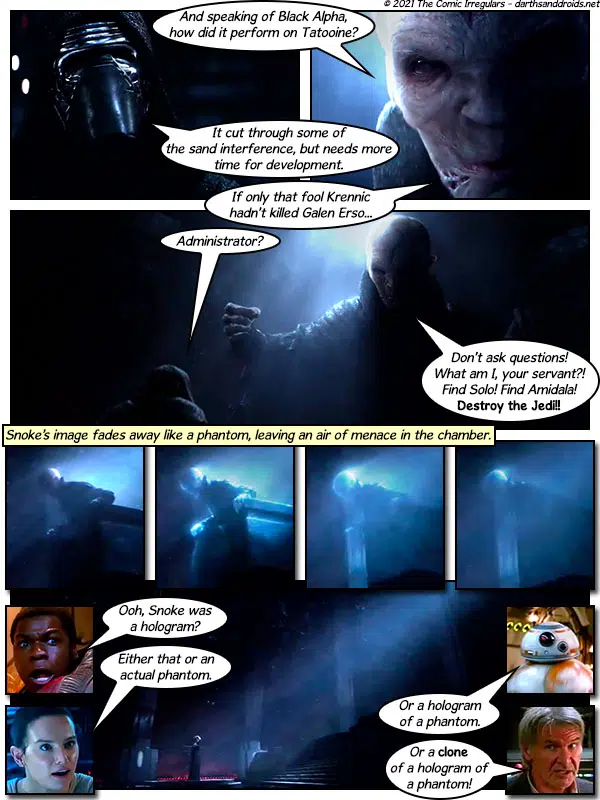 © 2021 The Comic Irregulars – darthsanddroids.net
And speaking of Black Alpha,
how did it perform on Tatooine?
It cut through some of
the sand interference, but needs more
time for development.
If only that fool Krennic
hadn't killed Galen Erso...
Administrator?
Don't ask questions!
What am I, your servant?!
Find Solo! Find Amidala!
Destroy the Jedi!!
Snoke's image fades away like a phantom, leaving an air of menace in the chamber.
Ooh, Snoke was
a hologram?
Either that or an
actual phantom.
Or a hologram
of a phantom.
Or a clone
of a hologram of
a phantom!